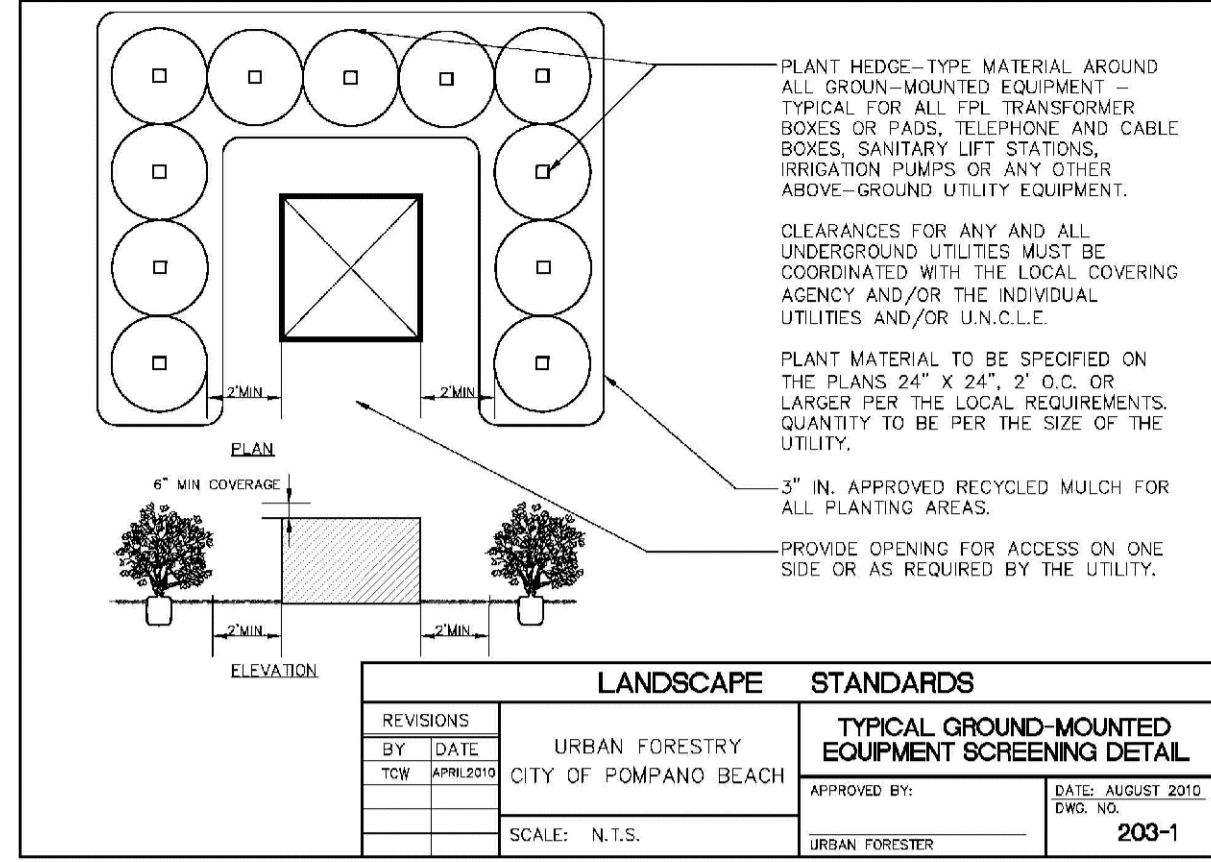 PLANT HEDGE-TYPE MATERIAL AROUND
ALL GROUN-MOUNTED EQUIPMENT –
TYPICAL FOR ALL FPL TRANSFORMER
BOXES OR PADS, TELEPHONE AND CABLE
BOXES, SANITARY LIFT STATIONS,
IRRIGATION PUMPS OR ANY OTHER
ABOVE-GROUND UTILITY EQUIPMENT.
CLEARANCES FOR ANY AND ALL
UNDERGROUND UTILITIES MUST BE
COORDINATED WITH THE LOCAL COVERING
AGENCY AND/OR THE INDIVIDUAL
UTILITIES AND/OR U.N.C.L.E.
PLANT MATERIAL TO BE SPECIFIED ON
THE PLANS 24" X 24", 2' O.C. OR
LARGER PER THE LOCAL REQUIREMENTS.
QUANTITY TO BE PER THE SIZE OF THE
UTILITY.
3" IN. APPROVED RECYCLED MULCH FOR
ALL PLANTING AREAS.
PROVIDE OPENING FOR ACCESS ON ONE
SIDE OR AS REQUIRED BY THE UTILITY.
2'MIN.
2'MIN.
PLAN
6" MIN COVERAGE
2'MIN.
2'MIN.
ELEVATION
LANDSCAPE STANDARDS
REVISIONS
BY DATE
TCW APRIL2010
URBAN FORESTRY
CITY OF POMPANO BEACH
SCALE: N.T.S.
TYPICAL GROUND-MOUNTED
EQUIPMENT SCREENING DETAIL
APPROVED BY:
URBAN FORESTER
DATE: AUGUST 2010
DWG. NO.
203-1